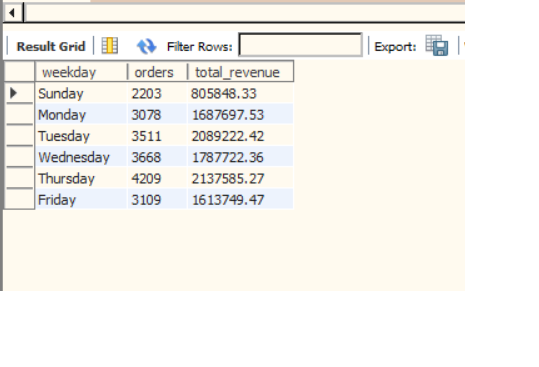 Result Grid Filter Rows: Export:
weekday orders total_revenue
Sunday 2203 805848.33
Monday 3078 1687697.53
Tuesday 3511 2089222.42
Wednesday 3668 1787722.36
Thursday 4209 2137585.27
Friday 3109 1613749.47